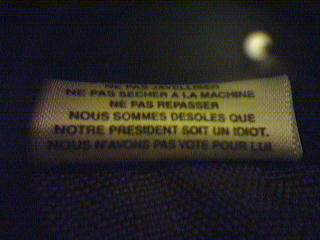 NE PAS JAVELLISER
NE PAS SECHER A LA MACHINE
NE PAS REPASSER
NOUS SOMMES DESOLES QUE
NOTRE PRESIDENT SOIT UN IDIOT.
NOUS N'AVONS PAS VOTE POUR LUI.